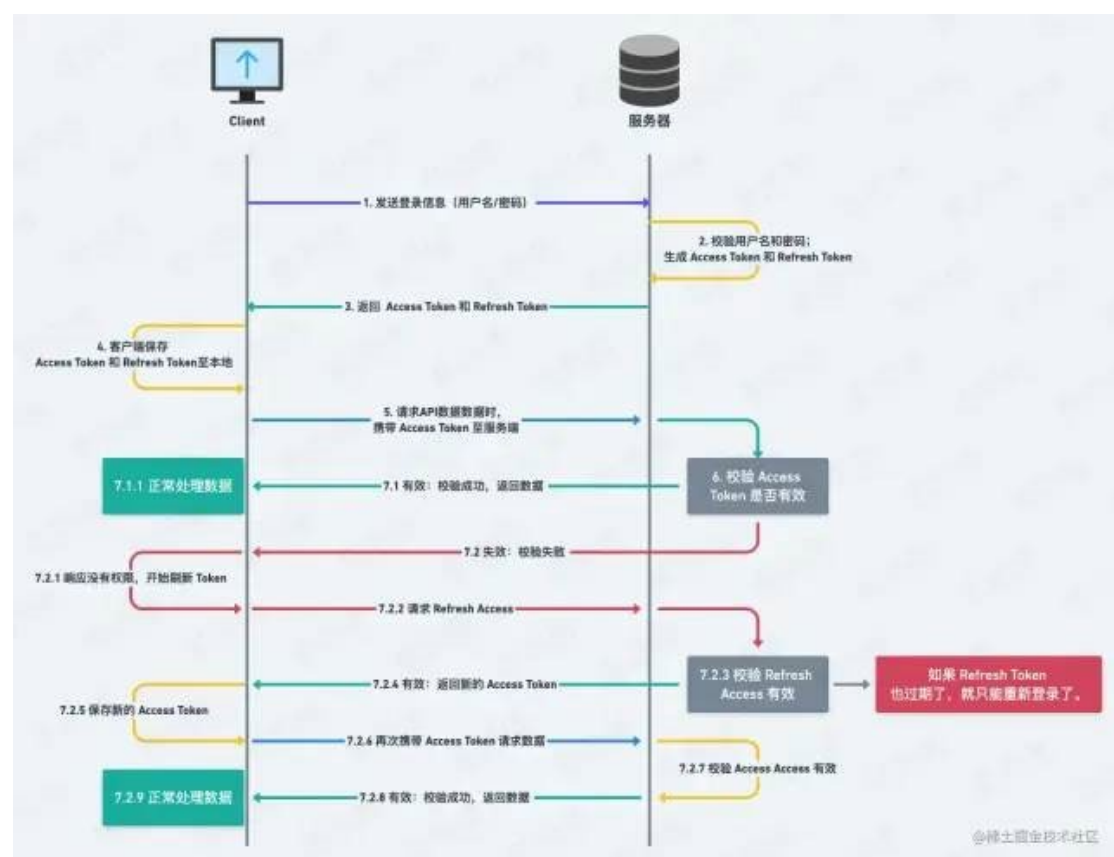 Client
服务器
1. 发送登录信息（用户名/密码）
2. 校验用户名和密码；
生成 Access Token 和 Refresh Token
3. 返回 Access Token 和 Refresh Token
4. 客户端保存
Access Token 和 Refresh Token至本地
5. 请求API数据数据时，
携带 Access Token 至服务端
6. 校验 Access
Token 是否有效
7.1 有效：校验成功，返回数据
7.1.1 正常处理数据
7.2 失效：校验失败
7.2.1 响应没有权限，开始刷新 Token
7.2.2 请求 Refresh Access
7.2.3 校验 Refresh
Access 有效
如果 Refresh Token
也过期了，就只能重新登录了。
7.2.4 有效：返回新的 Access Token
7.2.5 保存新的 Access Token
7.2.6 再次携带 Access Token 请求数据
7.2.7 校验 Access Access 有效
7.2.8 有效：校验成功，返回数据
7.2.9 正常处理数据
@稀土掘金技术社区